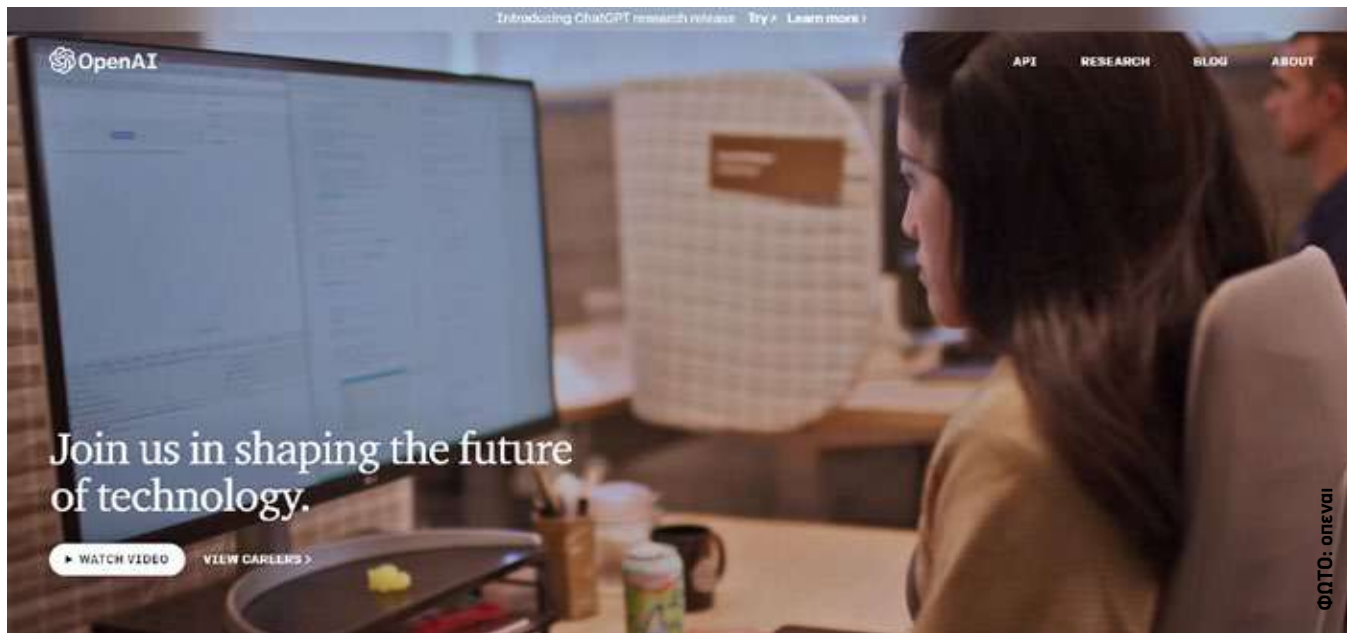 Introducing ChatGPT research release Try↗ Learn more›
OpenAI
API RESEARCH BLOG ABOUT
Join us in shaping the future
of technology.
▶ WATCH VIDEO VIEW CAREERS ›
ΦΩΤΟ: οπεναι